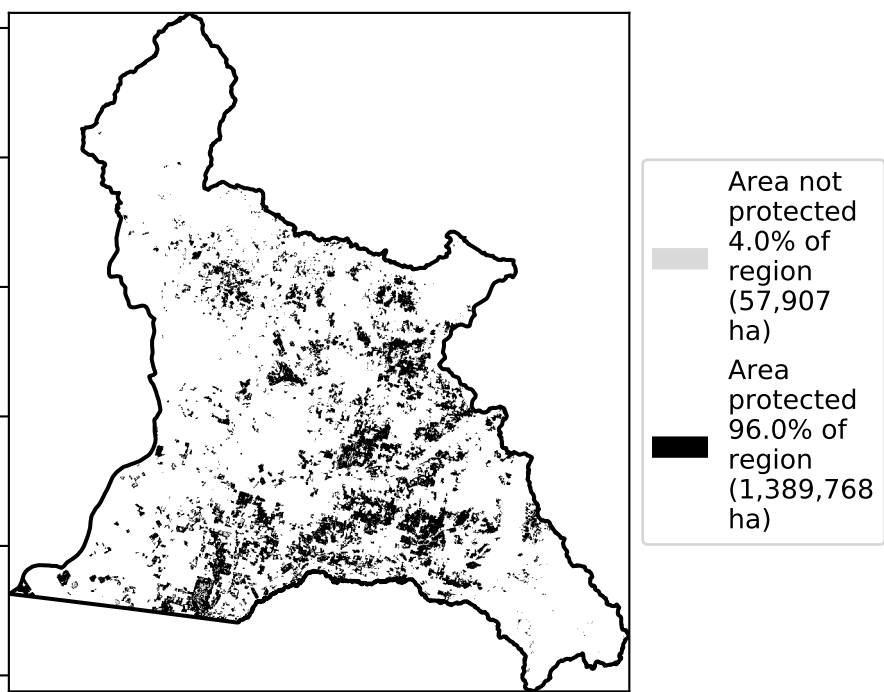 Area not
protected
4.0% of
region
(57,907
ha)
Area
protected
96.0% of
region
(1,389,768
ha)